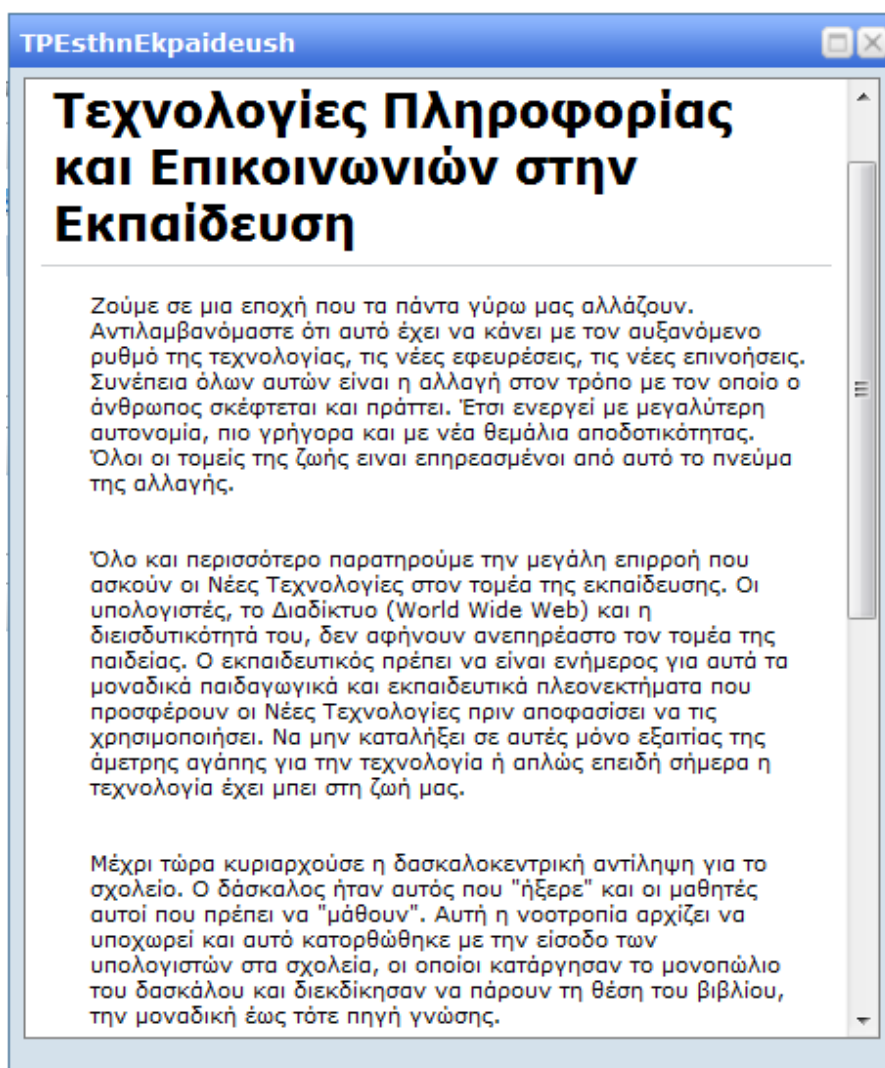 TPEsthnEkpaideush
Τεχνολογίες Πληροφορίας
και Επικοινωνιών στην
Εκπαίδευση
Ζούμε σε μια εποχή που τα πάντα γύρω μας αλλάζουν.
Αντιλαμβανόμαστε ότι αυτό έχει να κάνει με τον αυξανόμενο
ρυθμό της τεχνολογίας, τις νέες εφευρέσεις, τις νέες επινοήσεις.
Συνέπεια όλων αυτών είναι η αλλαγή στον τρόπο με τον οποίο ο
άνθρωπος σκέφτεται και πράττει. Έτσι ενεργεί με μεγαλύτερη
αυτονομία, πιο γρήγορα και με νέα θεμάλια αποδοτικότητας.
Όλοι οι τομείς της ζωής ειναι επηρεασμένοι από αυτό το πνεύμα
της αλλαγής.
Όλο και περισσότερο παρατηρούμε την μεγάλη επιρροή που
ασκούν οι Νέες Τεχνολογίες στον τομέα της εκπαίδευσης. Οι
υπολογιστές, το Διαδίκτυο (World Wide Web) και η
διεισδυτικότητά του, δεν αφήνουν ανεπηρέαστο τον τομέα της
παιδείας. Ο εκπαιδευτικός πρέπει να είναι ενήμερος για αυτά τα
μοναδικά παιδαγωγικά και εκπαιδευτικά πλεονεκτήματα που
προσφέρουν οι Νέες Τεχνολογίες πριν αποφασίσει να τις
χρησιμοποιήσει. Να μην καταλήξει σε αυτές μόνο εξαιτίας της
άμετρης αγάπης για την τεχνολογία ή απλώς επειδή σήμερα η
τεχνολογία έχει μπει στη ζωή μας.
Μέχρι τώρα κυριαρχούσε η δασκαλοκεντρική αντίληψη για το
σχολείο. Ο δάσκαλος ήταν αυτός που "ήξερε" και οι μαθητές
αυτοί που πρέπει να "μάθουν". Αυτή η νοοτροπία αρχίζει να
υποχωρεί και αυτό κατορθώθηκε με την είσοδο των
υπολογιστών στα σχολεία, οι οποίοι κατάργησαν το μονοπώλιο
του δασκάλου και διεκδίκησαν να πάρουν τη θέση του βιβλίου,
την μοναδική έως τότε πηγή γνώσης.